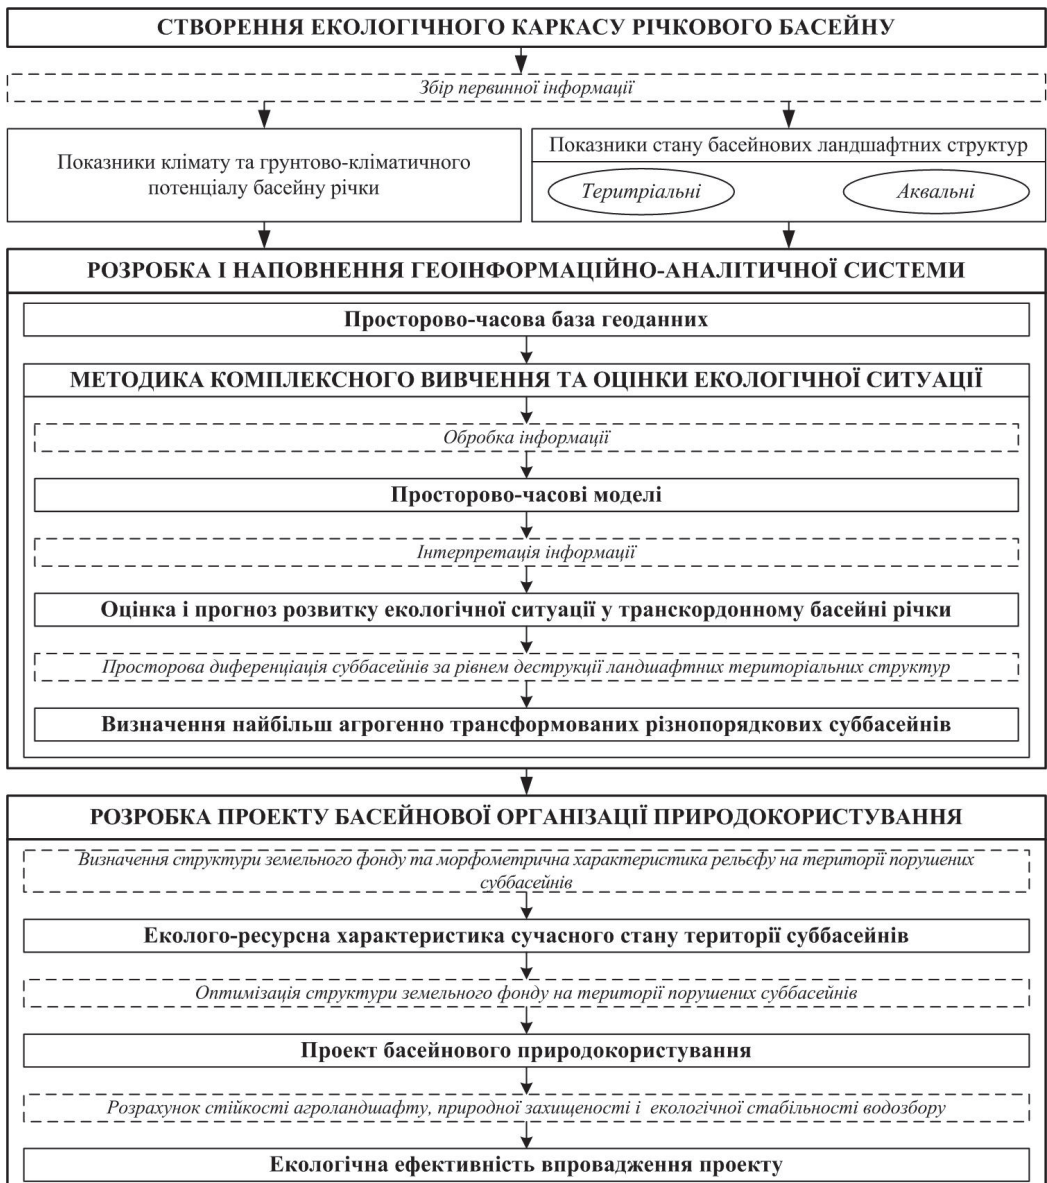 СТВОРЕННЯ ЕКОЛОГІЧНОГО КАРКАСУ РІЧКОВОГО БАСЕЙНУ
Збір первинної інформації
Показники клімату та грунтово-кліматичного
потенціалу басейну річки
Показники стану басейнових ландшафтних структур
Теритріальні
Аквальні
РОЗРОБКА І НАПОВНЕННЯ ГЕОІНФОРМАЦІЙНО-АНАЛІТИЧНОЇ СИСТЕМИ
Просторово-часова база геоданних
МЕТОДИКА КОМПЛЕКСНОГО ВИВЧЕННЯ ТА ОЦІНКИ ЕКОЛОГІЧНОЇ СИТУАЦІЇ
Обробка інформації
Просторово-часові моделі
Інтерпретація інформації
Оцінка і прогноз розвитку екологічної ситуації у транскордонному басейні річки
Просторова диференціація суббасейнів за рівнем деструкції ландшафтних територіальних структур
Визначення найбільш агрогенно трансформованих різнопорядкових суббасейнів
РОЗРОБКА ПРОЕКТУ БАСЕЙНОВОЇ ОРГАНІЗАЦІЇ ПРИРОДОКОРИСТУВАННЯ
Визначення структури земельного фонду та морфометрична характеристика рельєфу на території порушених
суббасейнів
Еколого-ресурсна характеристика сучасного стану території суббасейнів
Оптимізація структури земельного фонду на території порушених суббасейнів
Проект басейнового природокористування
Розрахунок стійкості агроландшафту, природної захищеності і екологічної стабільності водозбору
Екологічна ефективність впровадження проекту